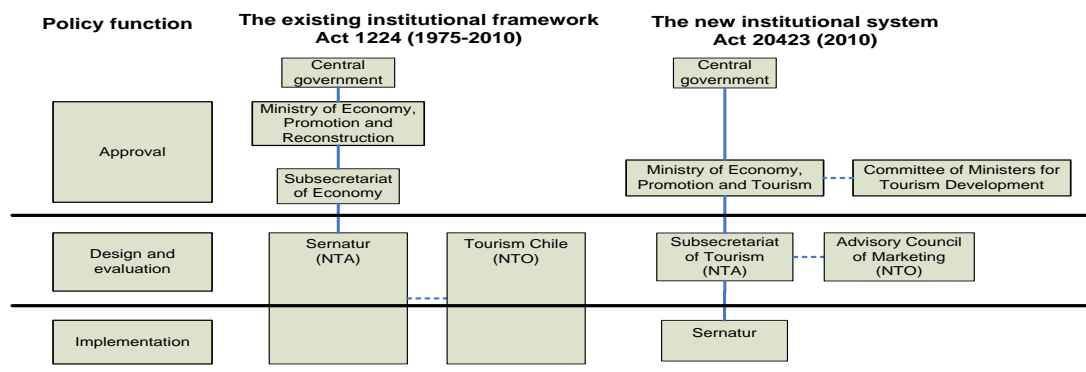 Policy function
The existing institutional framework
Act 1224 (1975-2010)
The new institutional system
Act 20423 (2010)
Approval
Central
government
Ministry of Economy,
Promotion and
Reconstruction
Subsecretariat
of Economy
Central
government
Ministry of Economy,
Promotion and Tourism
Committee of Ministers for
Tourism Development
Design and
evaluation
Sernatur
(NTA)
Tourism Chile
(NTO)
Subsecretariat
of Tourism
(NTA)
Advisory Council
of Marketing
(NTO)
Implementation
Sernatur